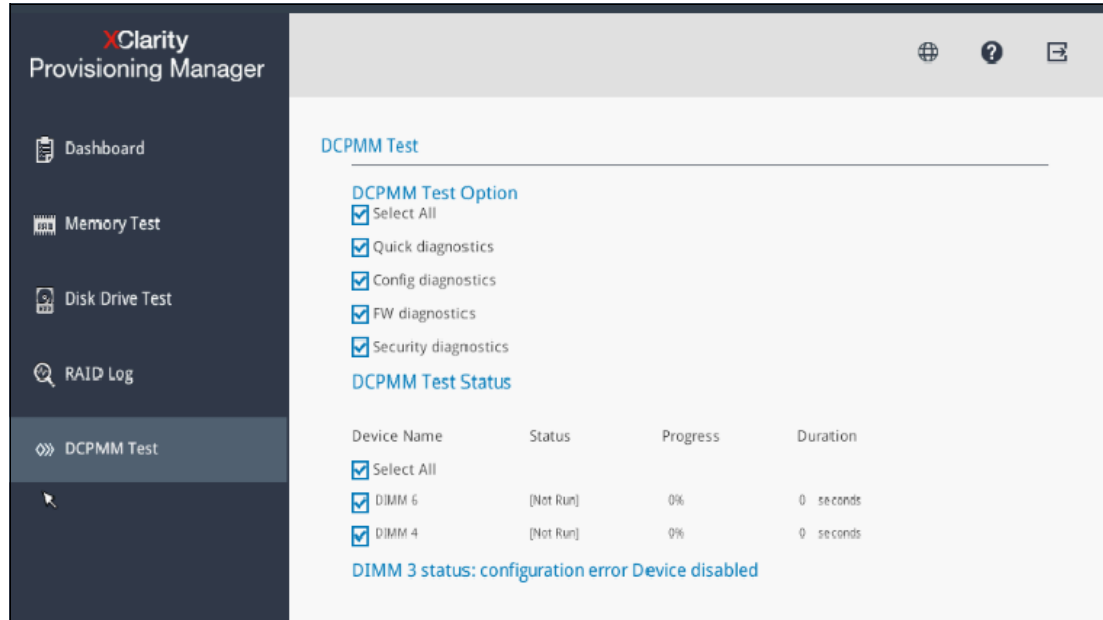 XClarity
Provisioning Manager
Dashboard
Memory Test
Disk Drive Test
RAID Log
DCPMM Test
DCPMM Test
DCPMM Test Option
Select All
Quick diagnostics
Config diagnostics
FW diagnostics
Security diagnostics
DCPMM Test Status
Device Name Status Progress Duration
Select All
DIMM 6 [Not Run] 0% 0 seconds
DIMM 4 [Not Run] 0% 0 seconds
DIMM 3 status: configuration error Device disabled